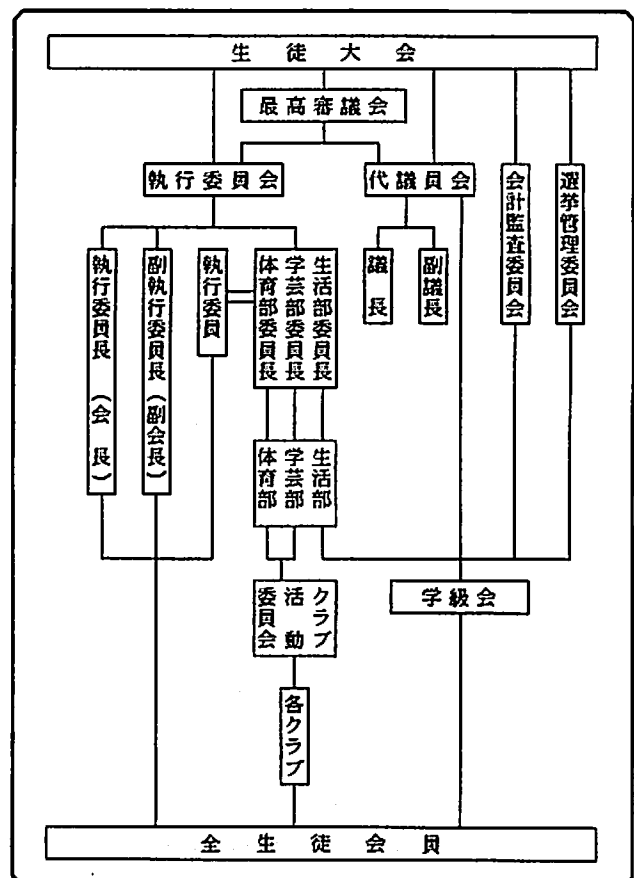 生徒大会
最高審議会
執行委員会
代議員会
会計監査委員会
選挙管理委員会
執行委員長(会長)
副執行委員長(副会長)
執行委員
生活部委員長
学芸部委員長
体育部委員長
議長
副議長
生活部
学芸部
体育部
クラブ
活動
委員会
学級会
各クラブ
全生徒会員